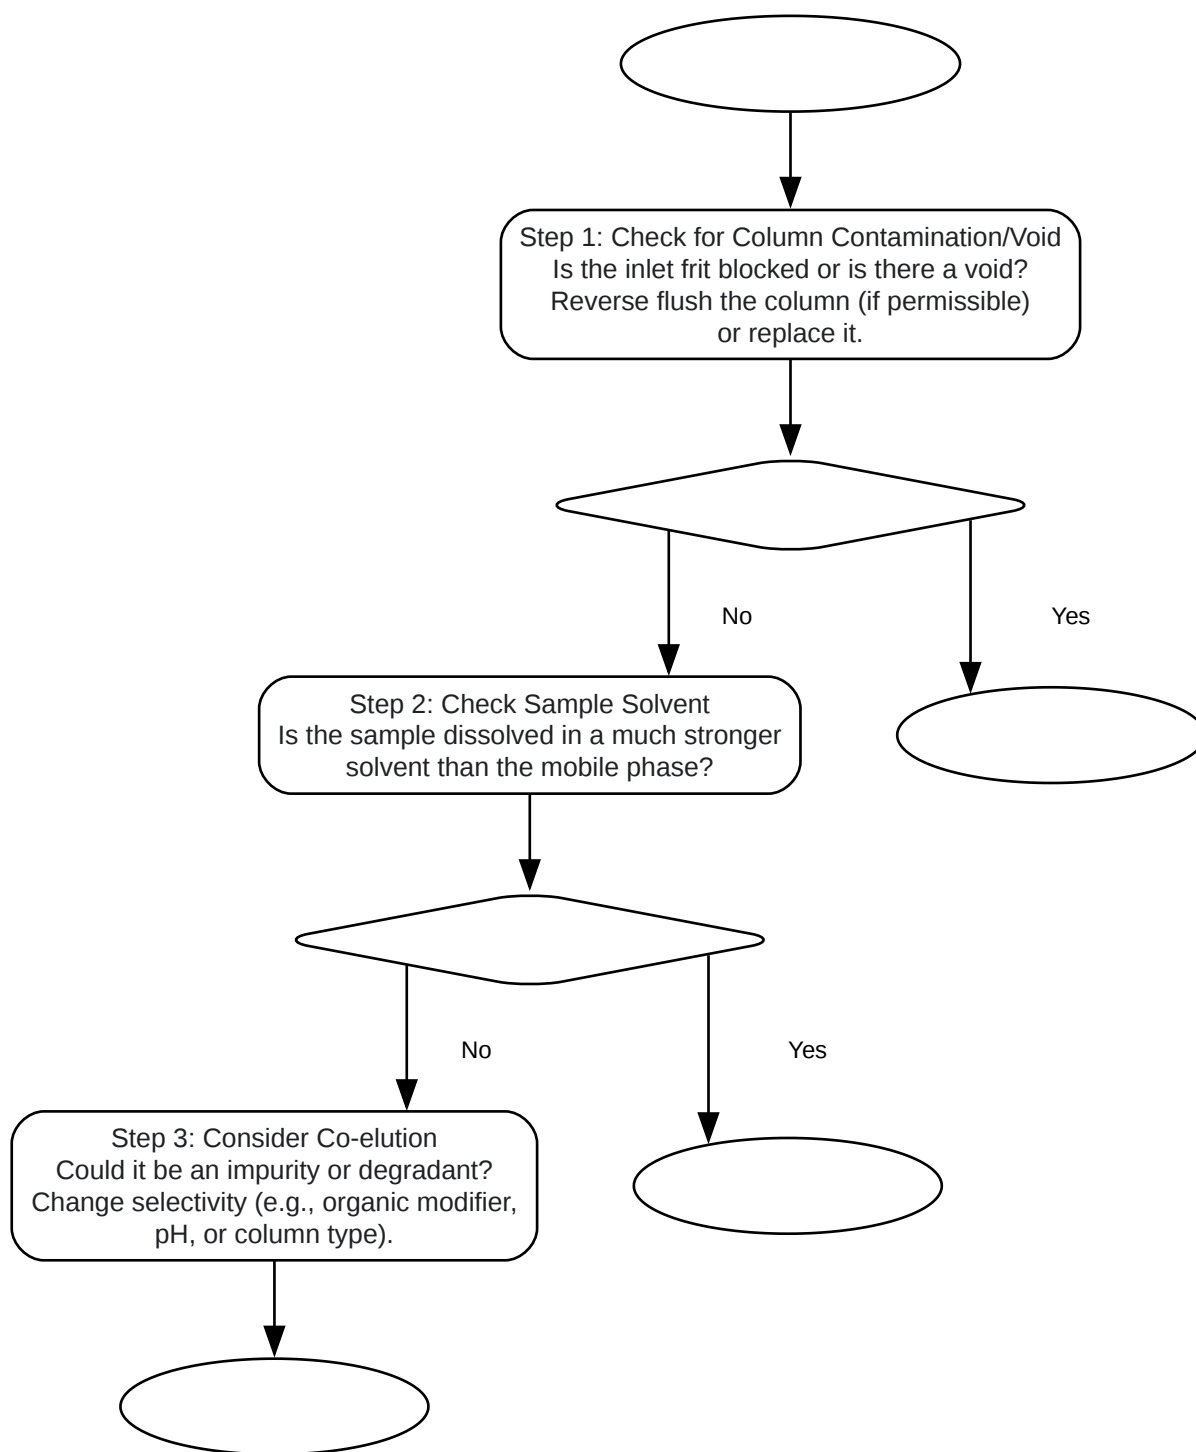 Step 1: Check for Column Contamination/Void
Is the inlet frit blocked or is there a void?
Reverse flush the column (if permissible)
or replace it.
No
Yes
Step 2: Check Sample Solvent
Is the sample dissolved in a much stronger
solvent than the mobile phase?
No
Yes
Step 3: Consider Co-elution
Could it be an impurity or degradant?
Change selectivity (e.g., organic modifier,
pH, or column type).